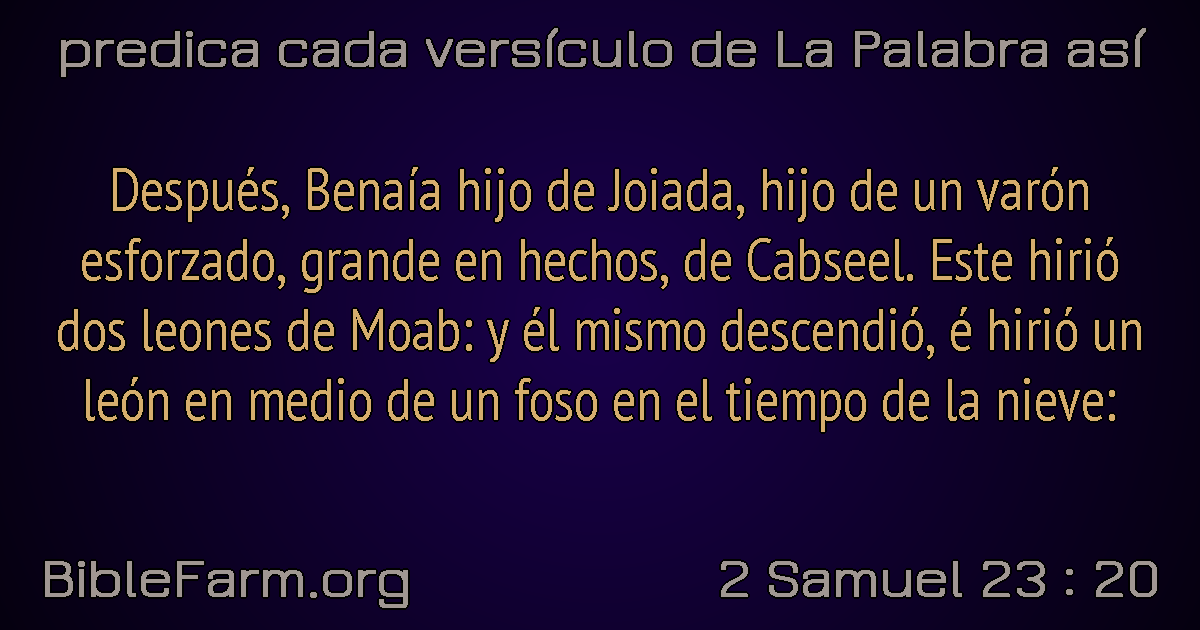 predica cada versículo de La Palabra así
Después, Benaía hijo de Joiada, hijo de un varón
esforzado, grande en hechos, de Cabseel. Este hirió
dos leones de Moab: y él mismo descendió, é hirió un
león en medio de un foso en el tiempo de la nieve:
BibleFarm.org
2 Samuel 23 : 20